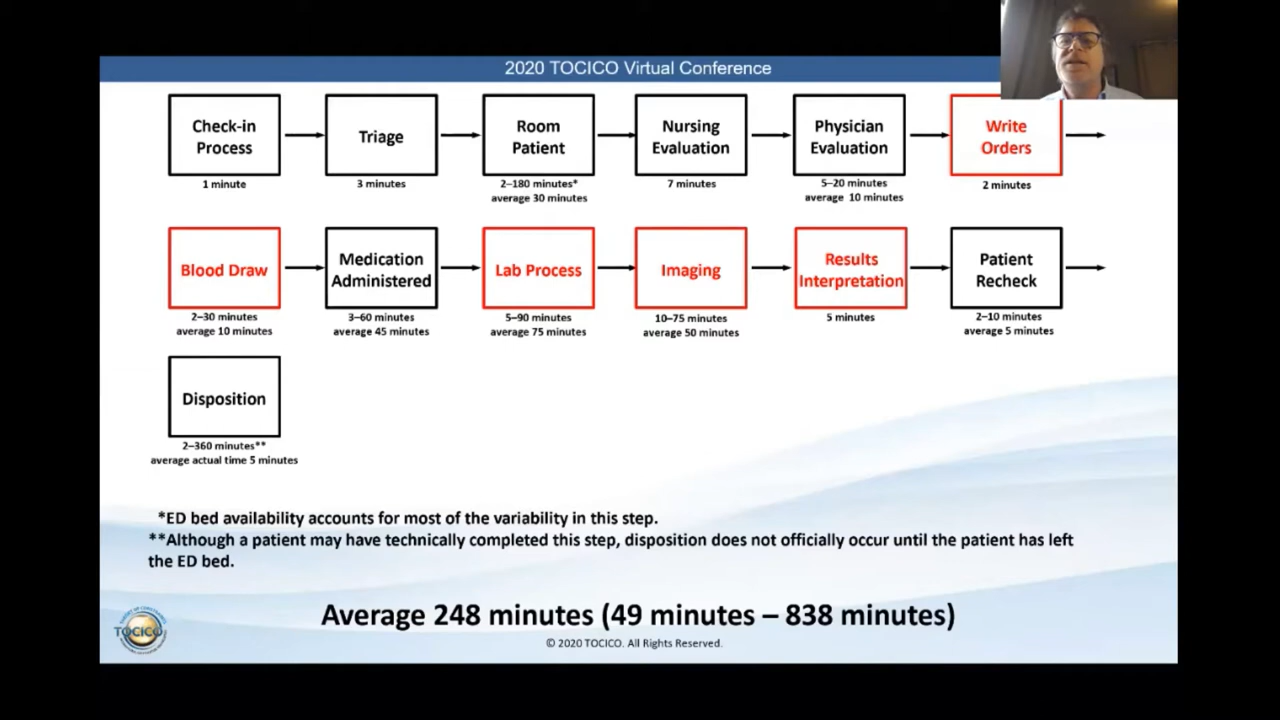 2020 TOCICO Virtual Conference
Check-in
Process
1 minute
Triage
3 minutes
Room
Patient
2–180 minutes*
average 30 minutes
Nursing
Evaluation
7 minutes
Physician
Evaluation
5–20 minutes
average 10 minutes
Write
Orders
2 minutes
Blood Draw
2–30 minutes
average 10 minutes
Medication
Administered
3–60 minutes
average 45 minutes
Lab Process
5–90 minutes
average 75 minutes
Imaging
10–75 minutes
average 50 minutes
Results
Interpretation
5 minutes
Patient
Recheck
2–10 minutes
average 5 minutes
Disposition
2–360 minutes**
average actual time 5 minutes
*ED bed availability accounts for most of the variability in this step.
**Although a patient may have technically completed this step, disposition does not officially occur until the patient has left
the ED bed.
Average 248 minutes (49 minutes – 838 minutes)
TOCICO
© 2020 TOCICO. All Rights Reserved.